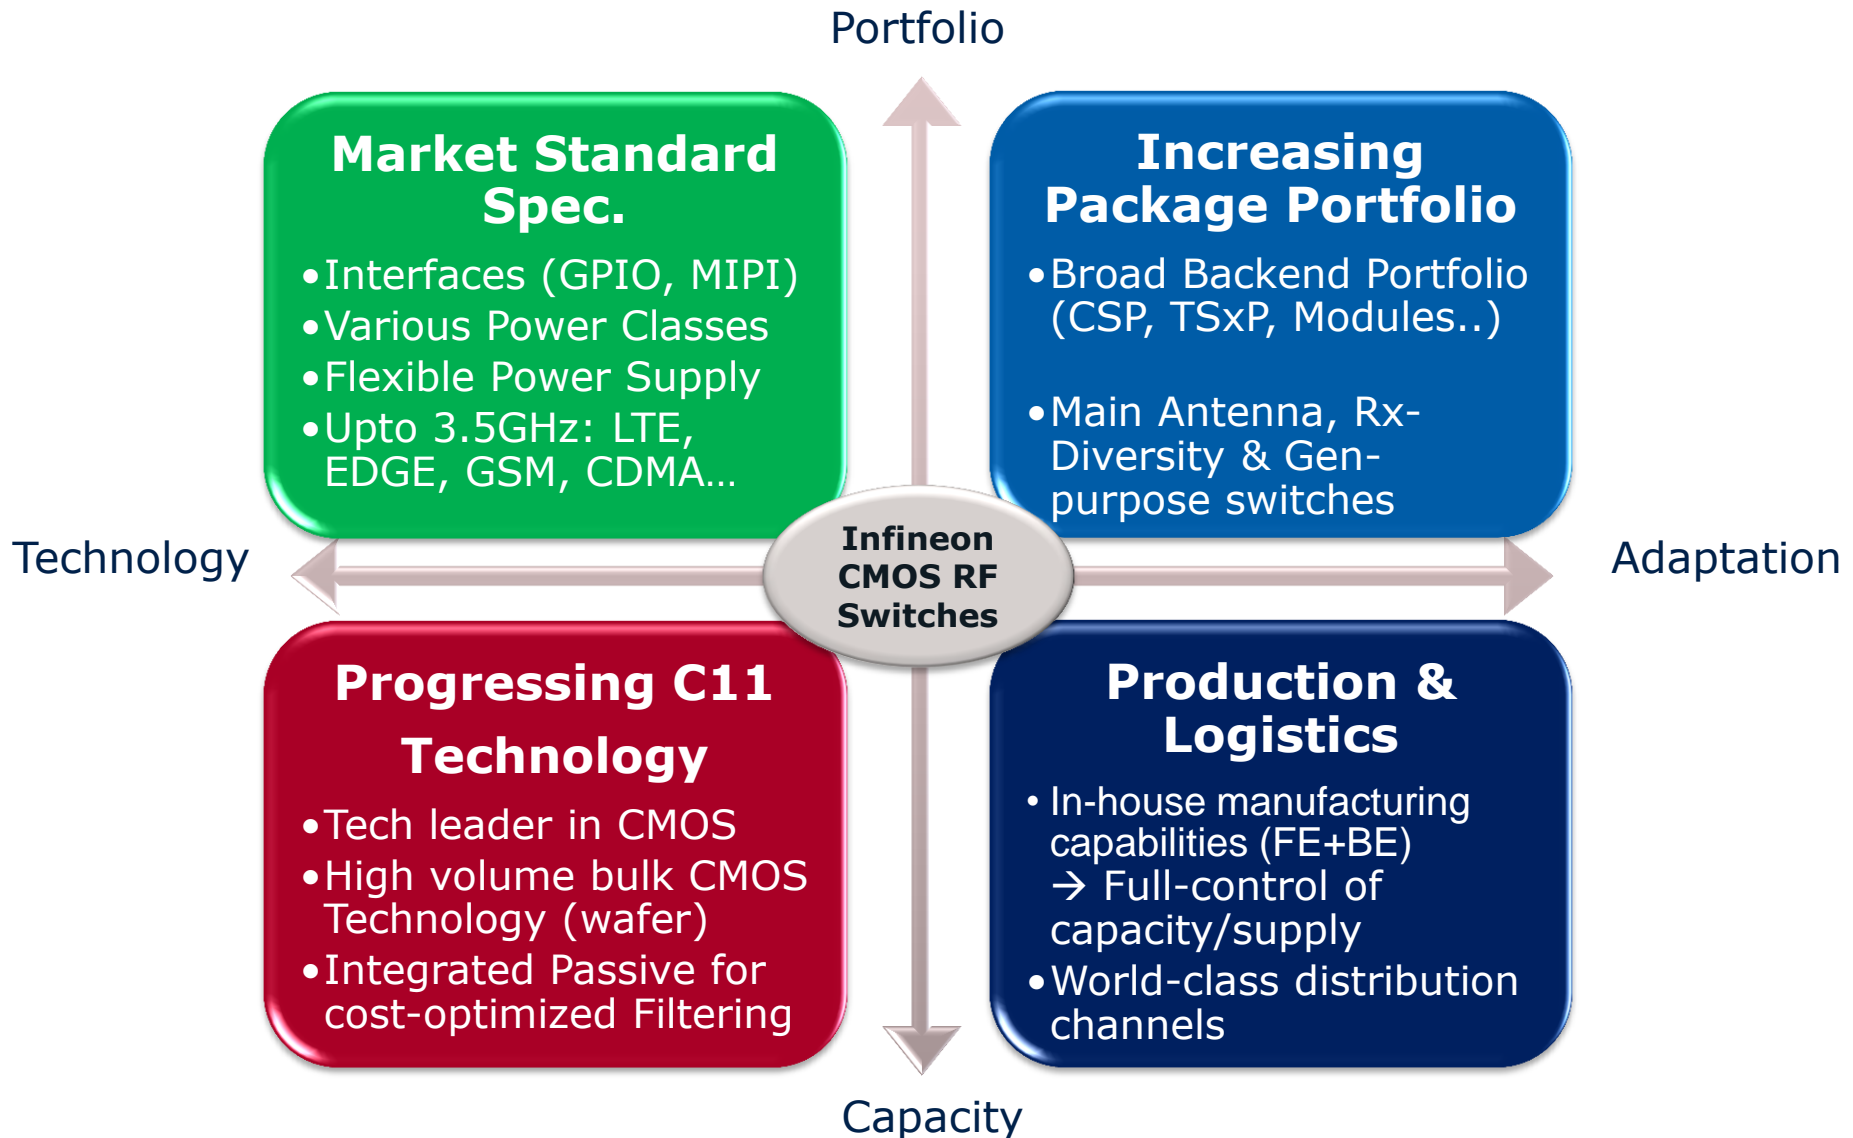 Portfolio
Market Standard
Spec.
•Interfaces (GPIO, MIPI)
•Various Power Classes
•Flexible Power Supply
•Upto 3.5GHz: LTE,
EDGE, GSM, CDMA…
Increasing
Package Portfolio
•Broad Backend Portfolio
(CSP, TSxP, Modules..)
•Main Antenna, Rx-
Diversity & Gen-
purpose switches
Technology
Infineon
CMOS RF
Switches
Adaptation
Progressing C11
Technology
•Tech leader in CMOS
•High volume bulk CMOS
Technology (wafer)
•Integrated Passive for
cost-optimized Filtering
Production &
Logistics
• In-house manufacturing
capabilities (FE+BE)
→ Full-control of
capacity/supply
•World-class distribution
channels
Capacity